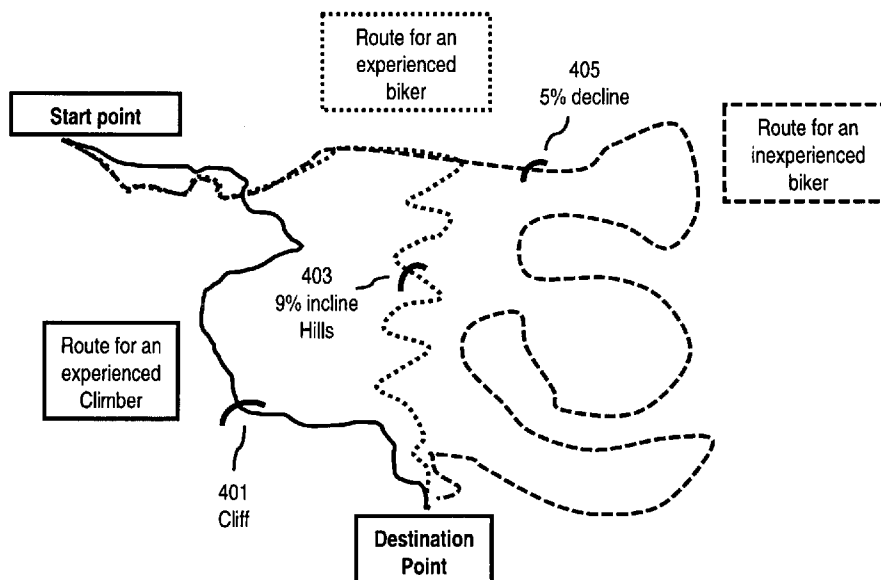 Route for an
experienced
biker
405
5% decline
Start point
Route for an
inexperienced
biker
403
9% incline
Hills
Route for an
experienced
Climber
401
Cliff
Destination
Point